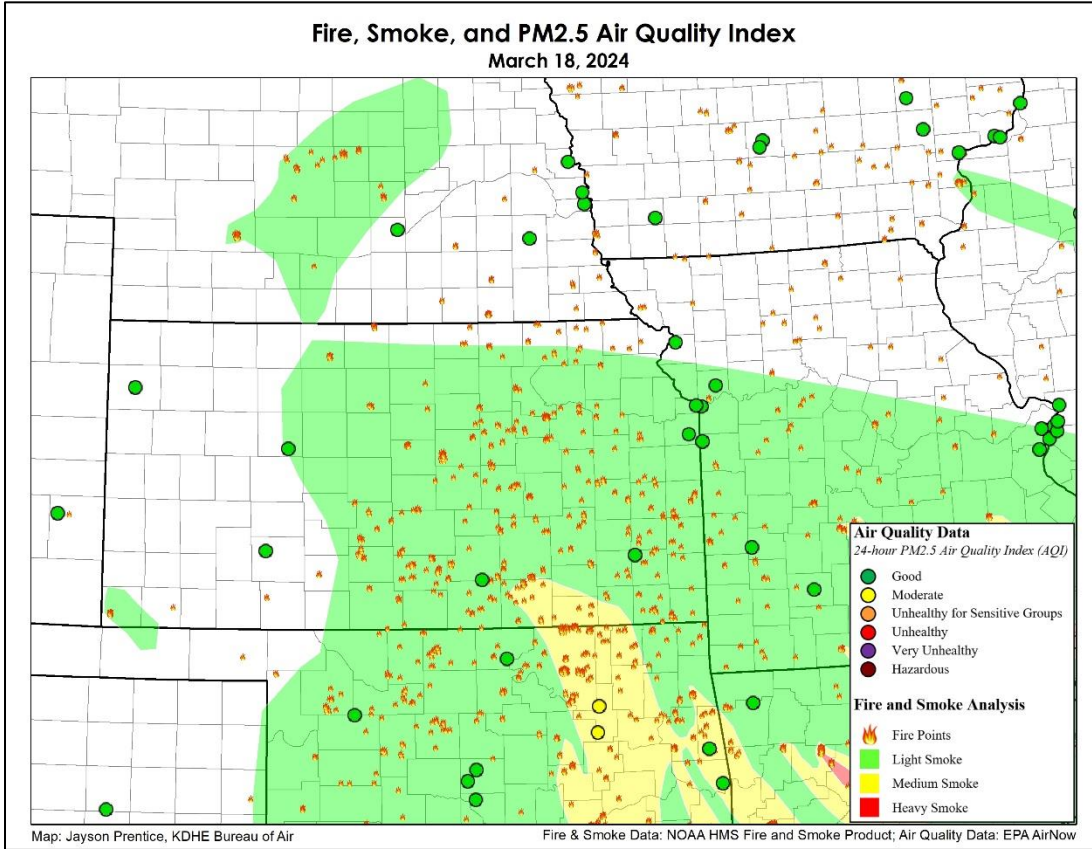 Fire, Smoke, and PM2.5 Air Quality Index
March 18, 2024
Air Quality Data
24-hour PM2.5 Air Quality Index (AQI)
Good
Moderate
Unhealthy for Sensitive Groups
Unhealthy
Very Unhealthy
Hazardous
Fire and Smoke Analysis
Fire Points
Light Smoke
Medium Smoke
Heavy Smoke
Map: Jayson Prentice, KDHE Bureau of Air
Fire & Smoke Data: NOAA HMS Fire and Smoke Product; Air Quality Data: EPA AirNow